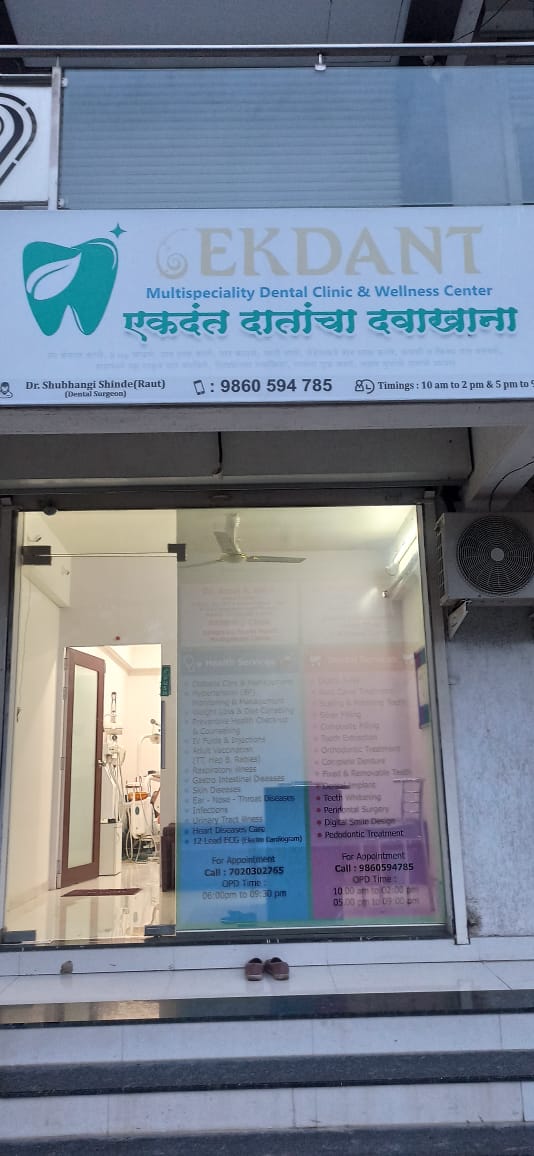 EKDANT
Multispeciality Dental Clinic & Wellness Center
एकदंत दातांचा दवाखाना
Dr. Shubhangi Shinde(Raut)
(Dental Surgeon)
: 9860 594 785
Timings : 10 am to 2 pm & 5 pm to
Health Services
Diabetes Care & Management
Hypertension (BP)
Monitoring & Management
Weight Loss & Diet
Preventive Health Checkup
& Counselling
IV Fluids & Injections
Adult Vaccination
(TT, Hep B, Rabies)
Respiratory Illness
Gastro Intestinal Diseases
Skin Diseases
Ear - Nose - Throat Diseases
Infections
Urinary Tract Illness
Heart Diseases Care
12-Lead ECG (Electro Cardiogram)
For Appointment
Call : 7020302765
OPD Time :
06:00pm to 09:30 pm
Root Canal Treatment
Scaling & Polishing Teeth
Silver Filling
Composite Filling
Tooth Extraction
Orthodontic Treatment
Complete Denture
Fixed & Removable Teeth
Implant
Teeth Whitening
Periontal Surgery
Digital Smile Design
Pedodontic Treatment
For Appointment
Call : 9860594785
OPD Time :
10.00 am to 02:00 pm
05.00 pm to 09:00 pm